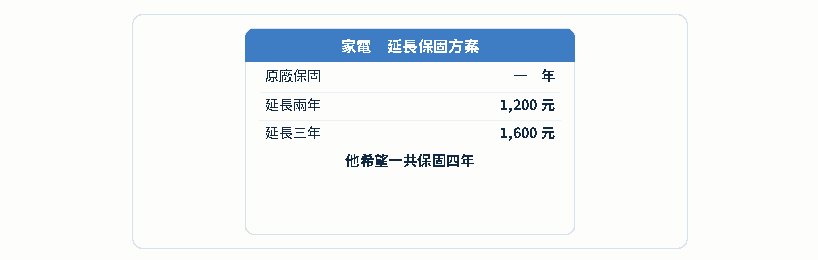 家電　延長保固方案
原廠保固　一　年
延長兩年　1,200 元
延長三年　1,600 元
他希望一共保固四年